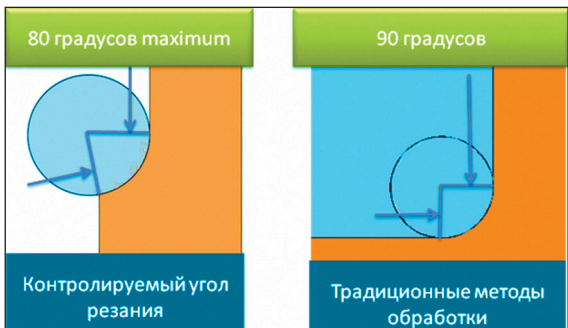 80 градусов maximum
90 градусов
Контролируемый угол
резания
Традиционные методы
обработки